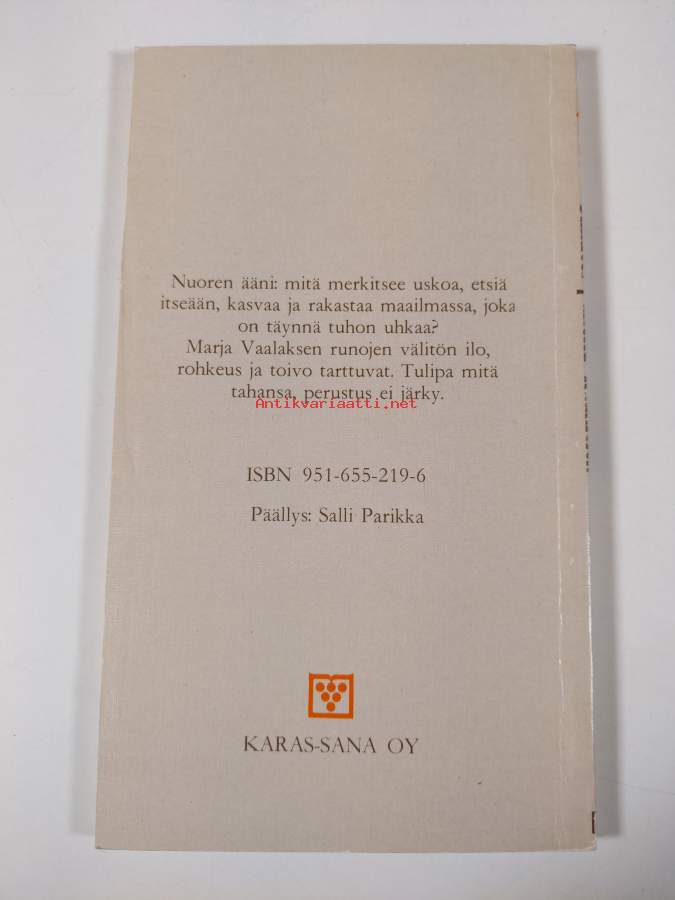 Nuoren ääni: mitä merkitsee uskoa, etsiä
itseään, kasvaa ja rakastaa maailmassa, joka
on täynnä tuhon uhkaa?
Marja Vaalaksen runojen välitön ilo,
rohkeus ja toivo tarttuvat. Tulipa mitä
tahansa, perustus ei järky.
Antikvariaatti.net
ISBN 951-655-219-6
Päällys: Salli Parikka
KARAS-SANA OY